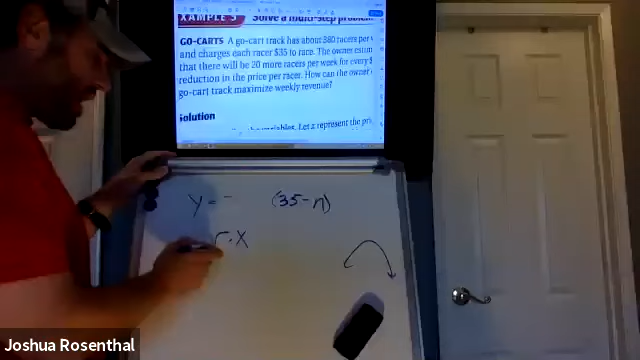 XAMPLE 3 Solve a multi-step problem
GO-CARTS A go-cart track has about 380 racers per
and charges each racer $35 to race. The owner estim
that there will be 20 more racers per week for every $
reduction in the price per racer. How can the owner
go-cart track maximize weekly revenue?
Solution
variables. Let represent the pri
y = - (35-n)
r.x
Joshua Rosenthal